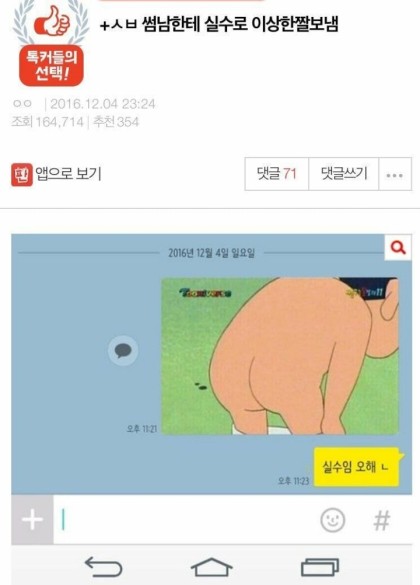 +ㅅㅂ 썸남한테 실수로 이상한짤보냄
톡커들의
선택!
ㅇㅇ | 2016.12.04 23:24
조회 164,714 | 추천 354
앱으로 보기
댓글 71
댓글쓰기
2016년 12월 4일 일요일
Tooniverse
오후 11:21
실수임 오해 ㄴ
오후 11:23
#